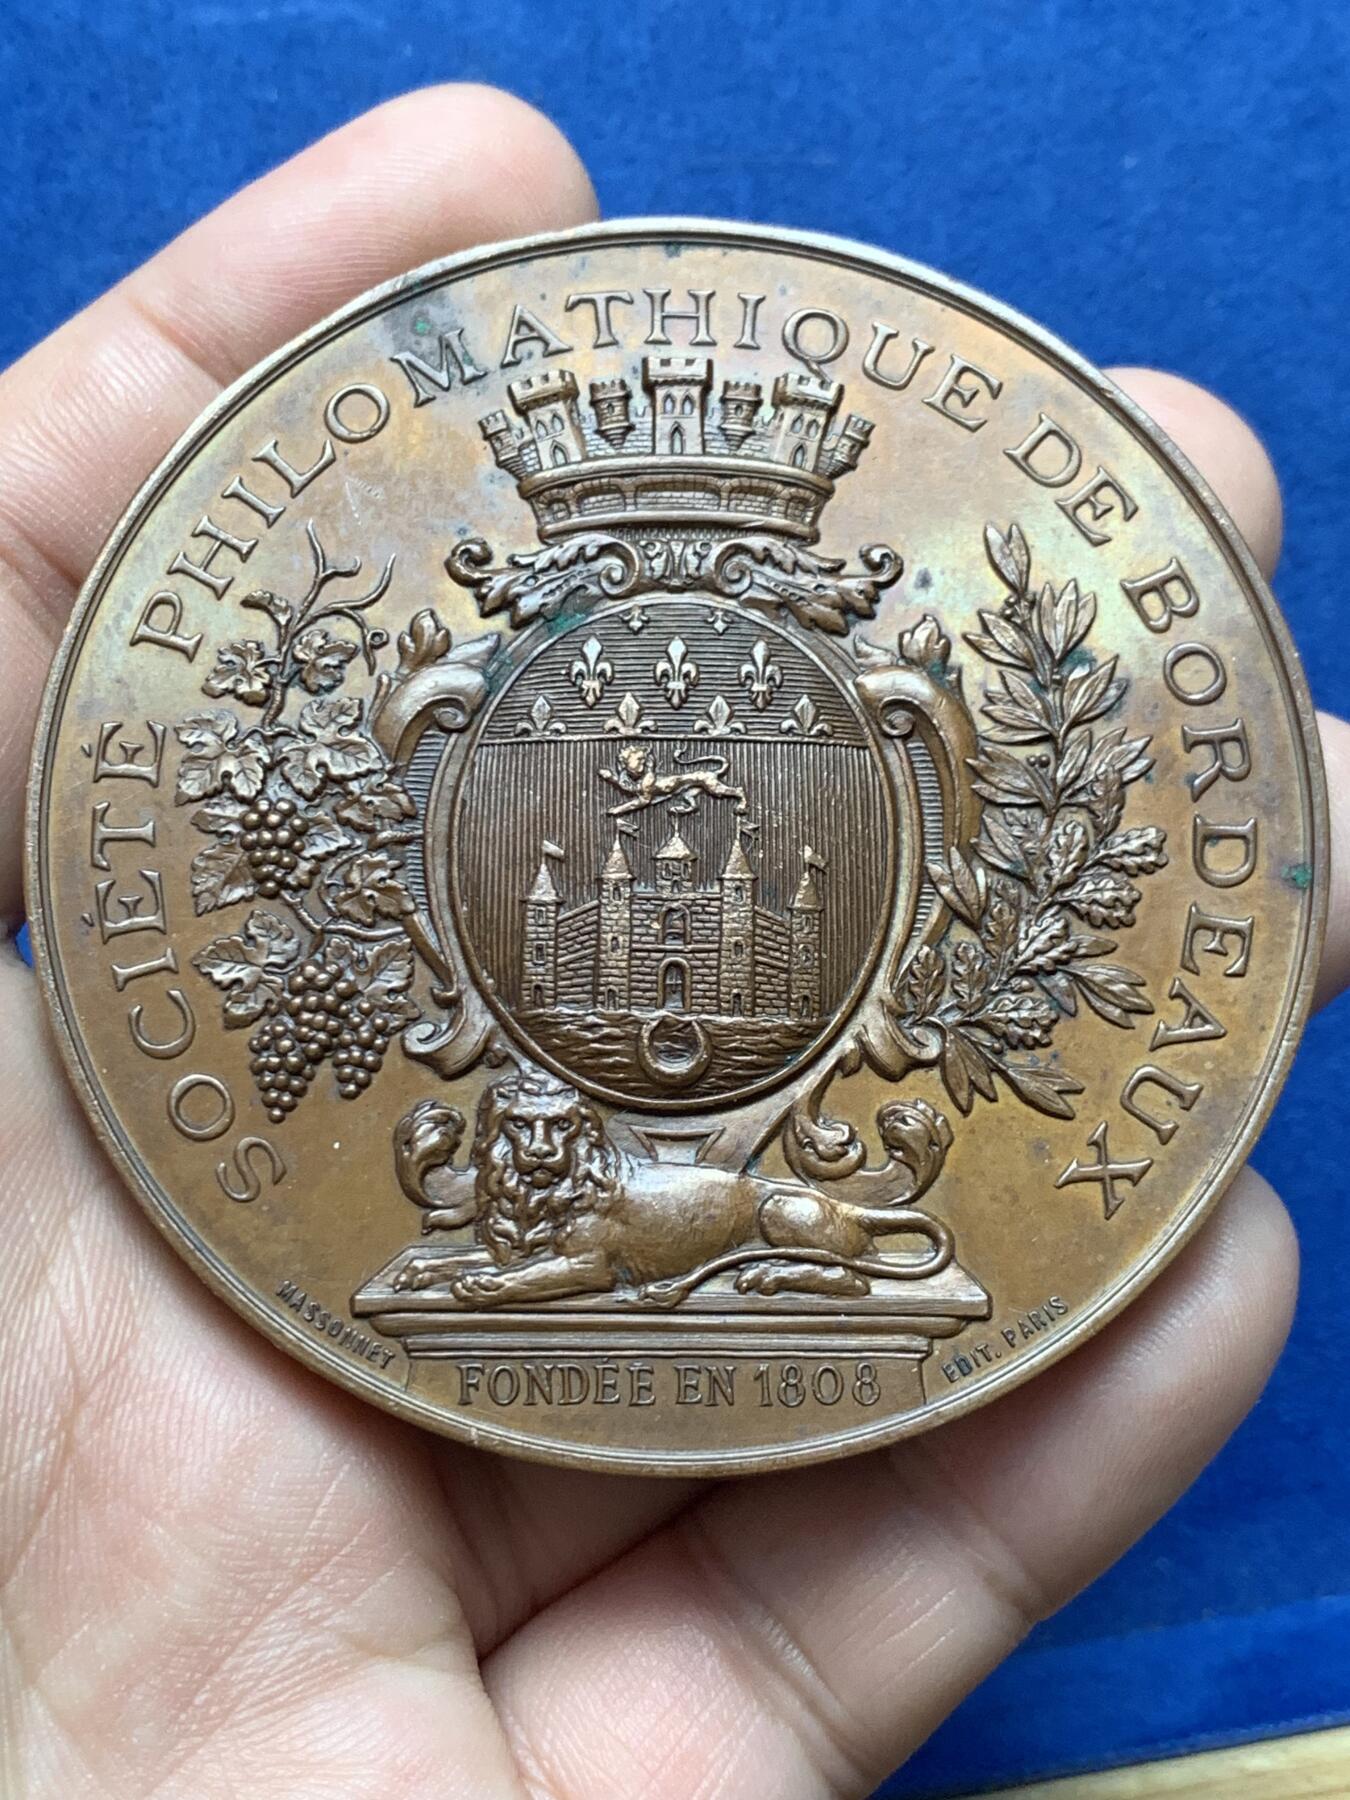 SOCIÉTÉ PHILOMATHIQUE DE BORDEAUX
FONDÉE EN 1808
MASSONNET
EDIT. PARIS